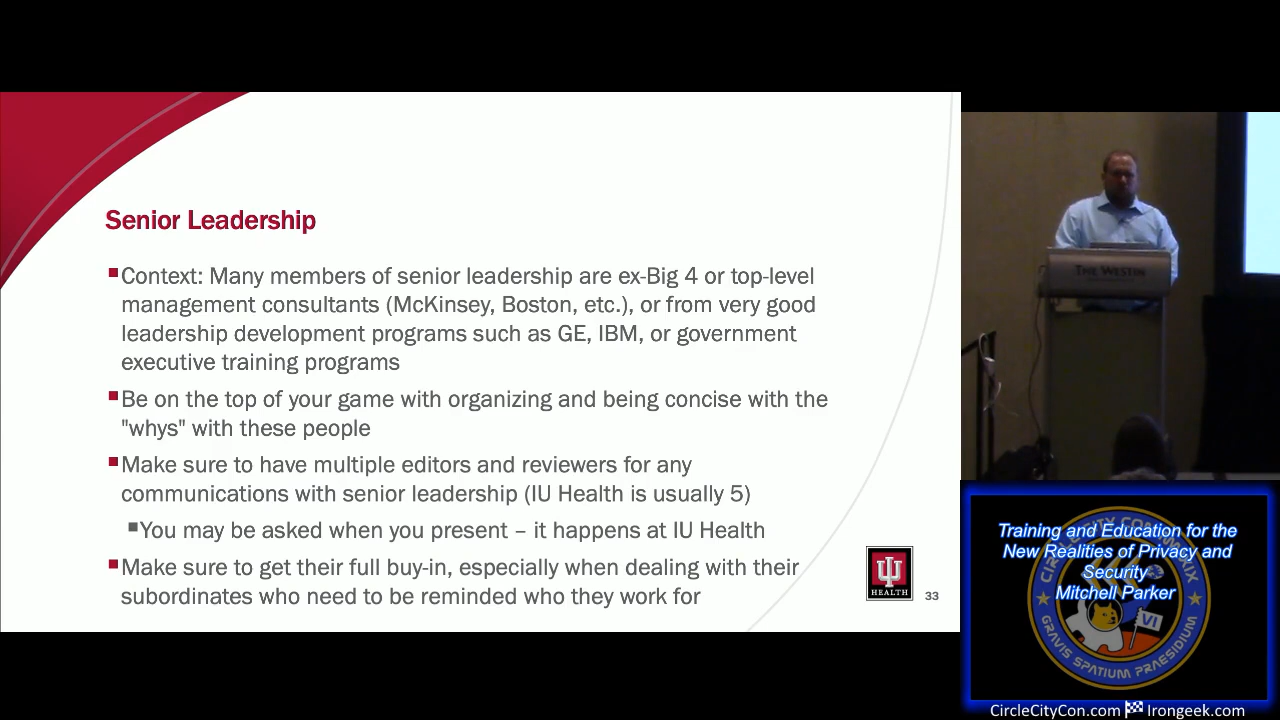 Senior Leadership
▪Context: Many members of senior leadership are ex-Big 4 or top-level
management consultants (McKinsey, Boston, etc.), or from very good
leadership development programs such as GE, IBM, or government
executive training programs
▪Be on the top of your game with organizing and being concise with the
"whys" with these people
▪Make sure to have multiple editors and reviewers for any
communications with senior leadership (IU Health is usually 5)
▪You may be asked when you present – it happens at IU Health
▪Make sure to get their full buy-in, especially when dealing with their
subordinates who need to be reminded who they work for
IU
HEALTH
33
THE WESTIN
Training and Education for the
New Realities of Privacy and
Security
Mitchell Parker
VI
GRAVIS SPATIUM PRAESIDIUM
CircleCityCon.com Irongeek.com